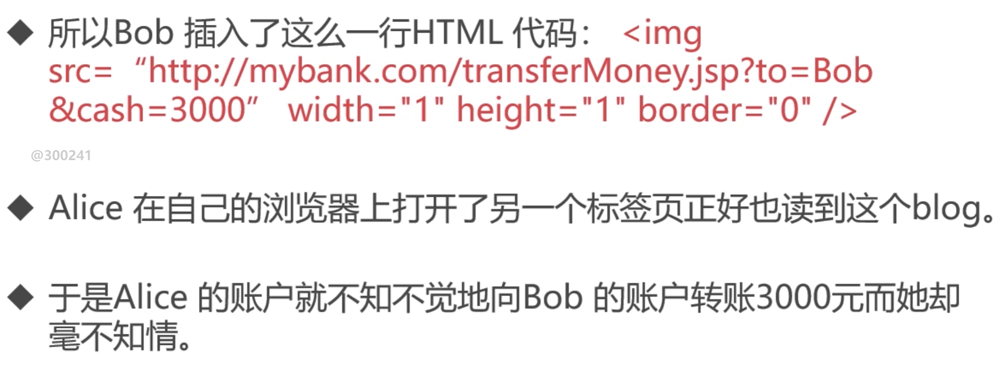 ◆ 所以Bob 插入了这么一行HTML 代码： <img
src= “http://mybank.com/transferMoney.jsp?to=Bob
&cash=3000” width="1" height="1" border="0" />
@300241
◆ Alice 在自己的浏览器上打开了另一个标签页正好也读到这个blog。
◆ 于是Alice 的账户就不知不觉地向Bob 的账户转账3000元而她却
毫不知情。